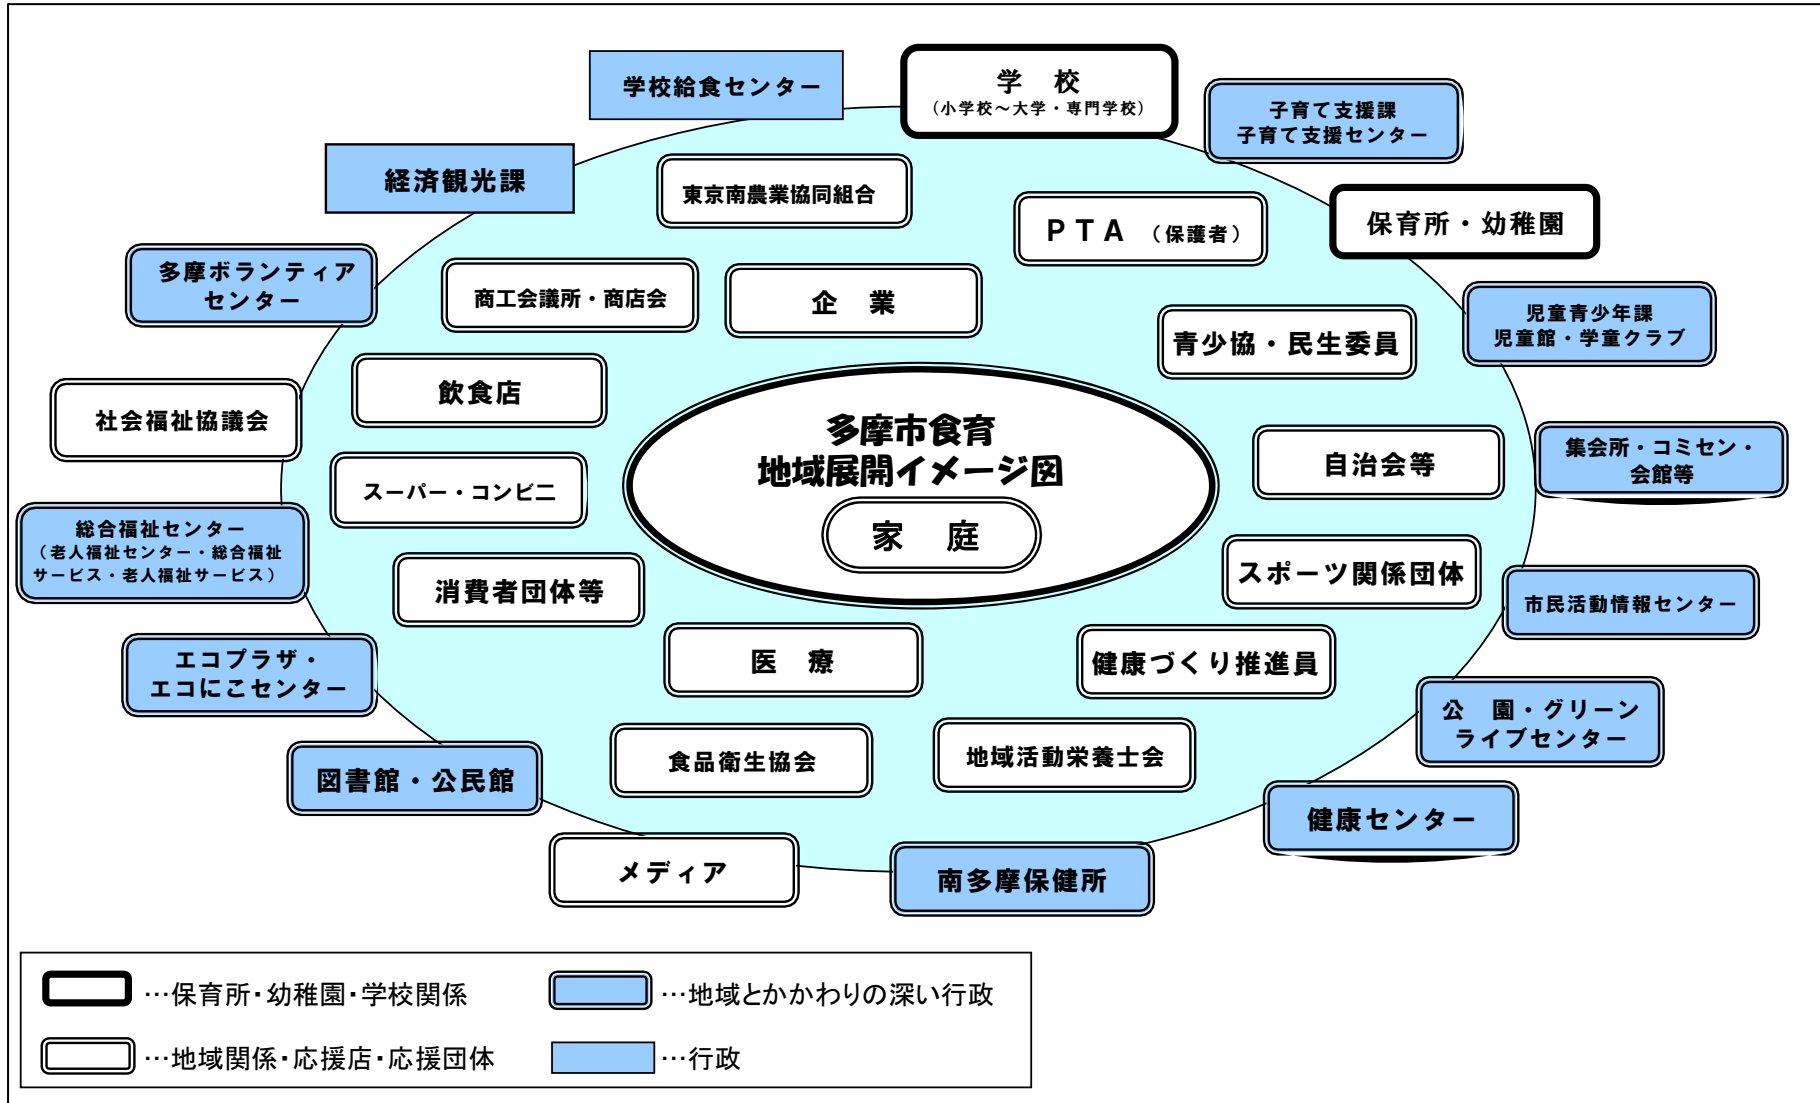 学校給食センター
学　校
（小学校～大学・専門学校）
子育て支援課
子育て支援センター
経済観光課
東京南農業協同組合
ＰＴＡ（保護者）
保育所・幼稚園
多摩ボランティア
センター
商工会議所・商店会
企　業
児童青少年課
児童館・学童クラブ
青少協・民生委員
飲食店
社会福祉協議会
多摩市食育
地域展開イメージ図
家　庭
自治会等
集会所・コミセン・
会館等
スーパー・コンビニ
総合福祉センター
（老人福祉センター・総合福祉
サービス・老人福祉サービス）
消費者団体等
スポーツ関係団体
市民活動情報センター
エコプラザ・
エコにこセンター
医　療
健康づくり推進員
公　園・グリーン
ライブセンター
図書館・公民館
食品衛生協会
地域活動栄養士会
健康センター
メディア
南多摩保健所
…保育所・幼稚園・学校関係
…地域とかかわりの深い行政
…地域関係・応援店・応援団体
…行政